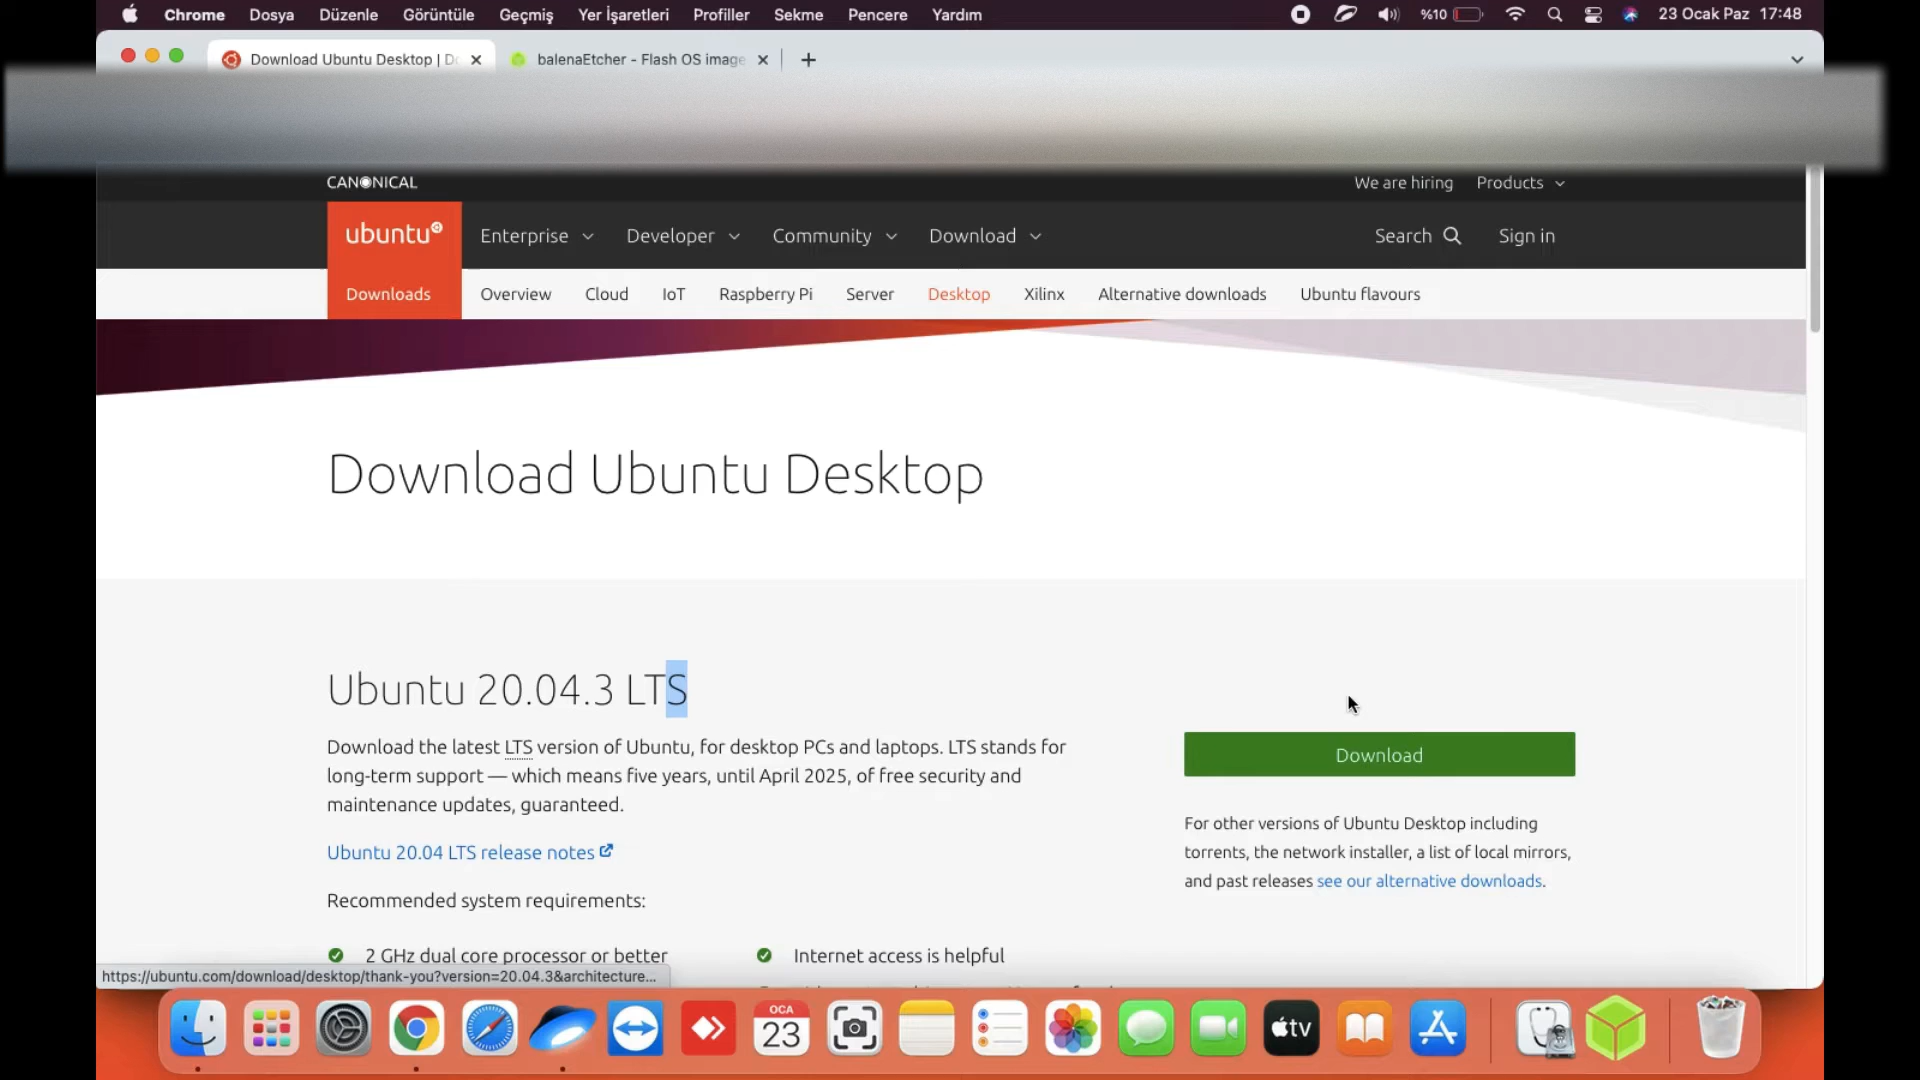 Chrome Dosya Düzenle Görüntüle Geçmiş Yer İşaretleri Profiller Sekme Pencere Yardım %10 23 Ocak Paz 17:48
Download Ubuntu Desktop | balenaEtcher - Flash OS image
CANONICAL We are hiring Products
ubuntu Enterprise Developer Community Download Search Sign in
Downloads Overview Cloud IoT Raspberry Pi Server Desktop Xilinx Alternative downloads Ubuntu flavours
Download Ubuntu Desktop
Ubuntu 20.04.3 LTS
Download the latest LTS version of Ubuntu, for desktop PCs and laptops. LTS stands for
long-term support — which means five years, until April 2025, of free security and
maintenance updates, guaranteed.
Ubuntu 20.04 LTS release notes
Recommended system requirements:
2 GHz dual core processor or better Internet access is helpful
Download
For other versions of Ubuntu Desktop including
torrents, the network installer, a list of local mirrors,
and past releases see our alternative downloads.
https://ubuntu.com/download/desktop/thank-you?version=20.04.3&architecture...
OCA
23
tv